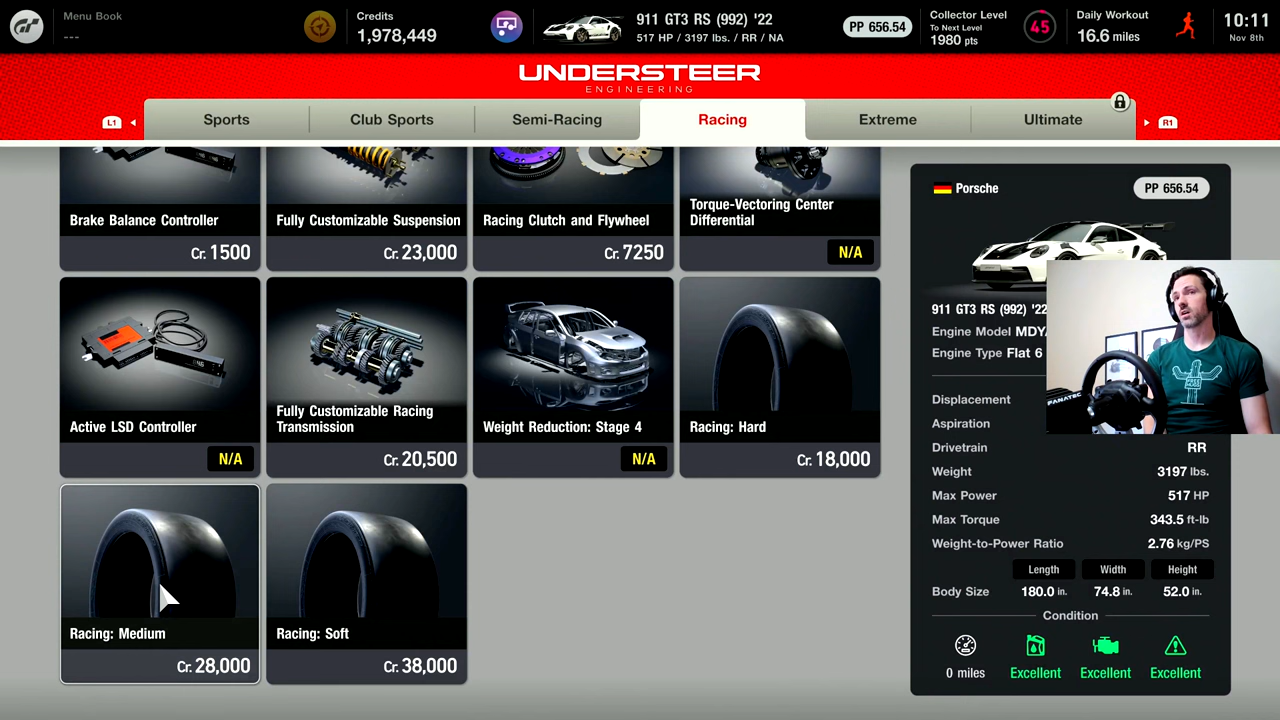 Menu Book
---
Credits
1,978,449
911 GT3 RS (992) '22
517 HP / 3197 lbs. / RR / NA
PP 656.54
Collector Level
To Next Level
1980 pts
45
Daily Workout
16.6 miles
10:11
Nov 8th
UNDERSTEER
ENGINEERING
L1
Sports
Club Sports
Semi-Racing
Racing
Extreme
Ultimate
R1
Brake Balance Controller
Cr. 1500
Fully Customizable Suspension
Cr. 23,000
Racing Clutch and Flywheel
Cr. 7250
Torque-Vectoring Center
Differential
N/A
Active LSD Controller
N/A
Fully Customizable Racing
Transmission
Cr. 20,500
Weight Reduction: Stage 4
N/A
Racing: Hard
Cr. 18,000
Racing: Medium
Cr. 28,000
Racing: Soft
Cr. 38,000
Porsche
PP 656.54
911 GT3 RS (992) '22
Engine Model
Engine Type Flat 6
Displacement
Aspiration
Drivetrain RR
Weight 3197 lbs.
Max Power 517 HP
Max Torque 343.5 ft-lb
Weight-to-Power Ratio 2.76 kg/PS
Length Width Height
Body Size 180.0 in. 74.8 in. 52.0 in.
Condition
0 miles Excellent Excellent Excellent
FANATEC
FREE
HUGS